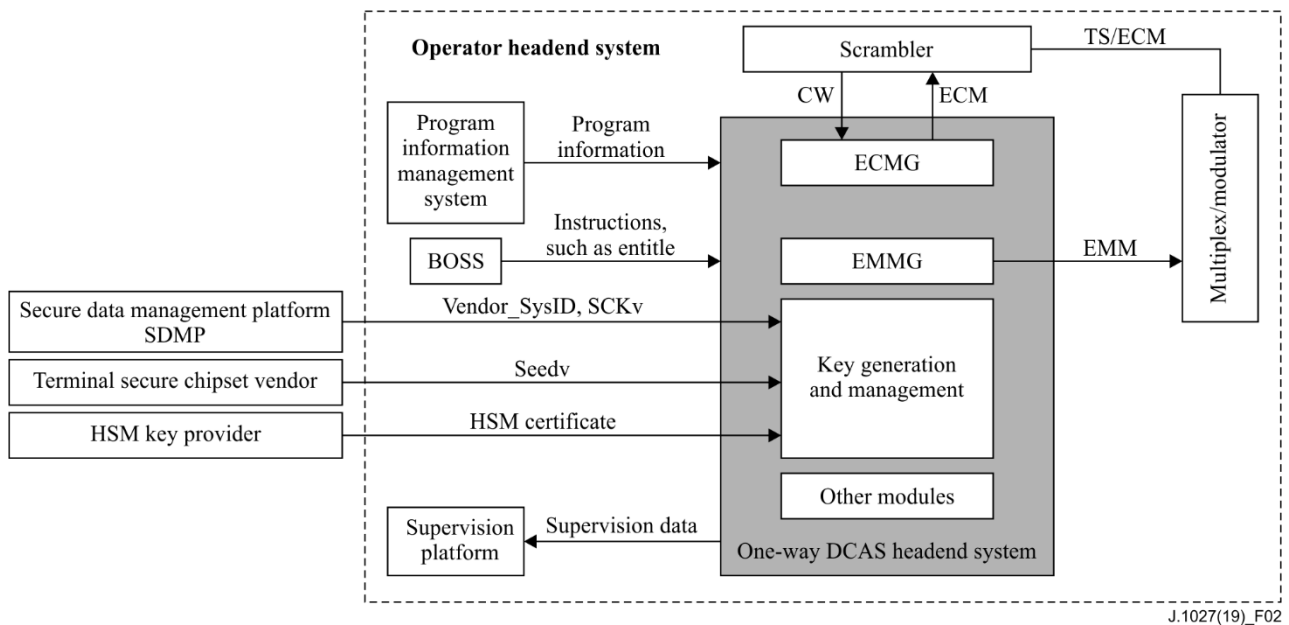 Operator headend system
Scrambler
TS/ECM
CW
ECM
Program
information
management
system
Program
information
ECMG
Multiplex/modulator
BOSS
Instructions,
such as entitle
EMMG
EMM
Secure data management platform
SDMP
Vendor_SysID, SCKv
Terminal secure chipset vendor
Seedv
Key generation
and management
HSM key provider
HSM certificate
Other modules
Supervision
platform
Supervision data
One-way DCAS headend system
J.1027(19)_F02